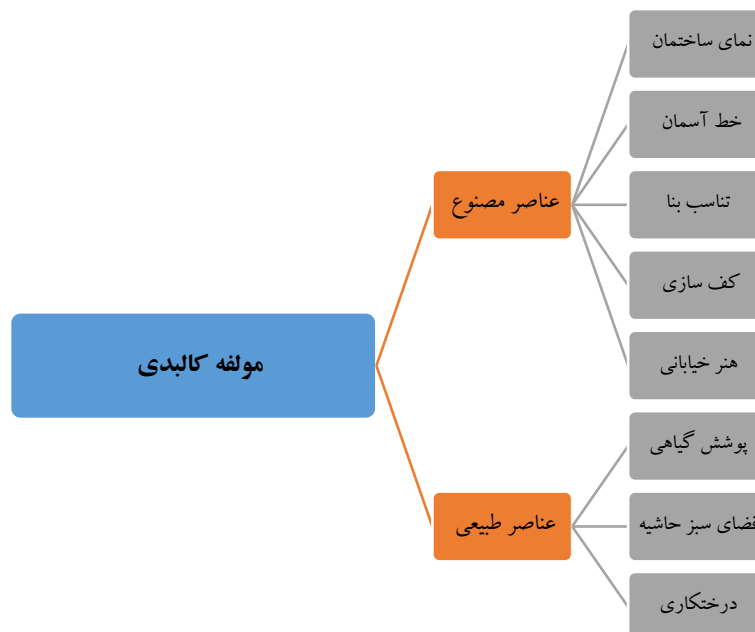 مولفه کالبدی
عناصر مصنوع
نمای ساختمان
خط آسمان
تناسب بنا
کف سازی
هنر خیابانی
عناصر طبیعی
پوشش گیاهی
فضای سبز حاشیه
درختکاری